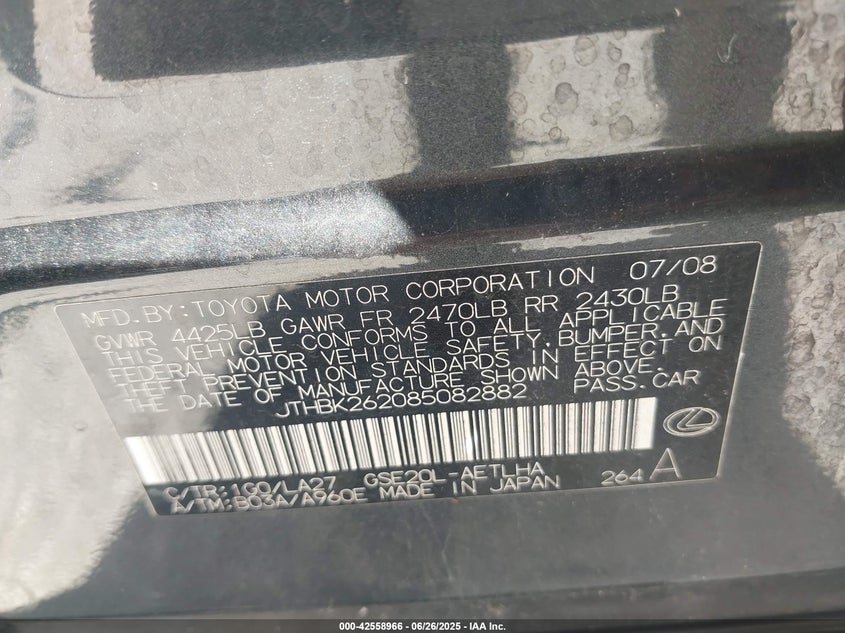 MFD.BY:TOYOTA MOTOR CORPORATION 07/08
GVWR 4425LB GAWR FR 2470LB RR 2430LB
THIS VEHICLE CONFORMS TO ALL APPLICABLE
FEDERAL MOTOR VEHICLE SAFETY,BUMPER,AND
THEFT PREVENTION STANDARDS IN EFFECT ON
THE DATE OF MANUFACTURE SHOWN ABOVE.
JTHBK262085082882 PASS.CAR
C/TR:1G0/LA27 GSE20L-AETLHA
A/TM:B03A/A960E MADE IN JAPAN 264 A
000-42558966 - 06/26/2025 - IAA Inc.